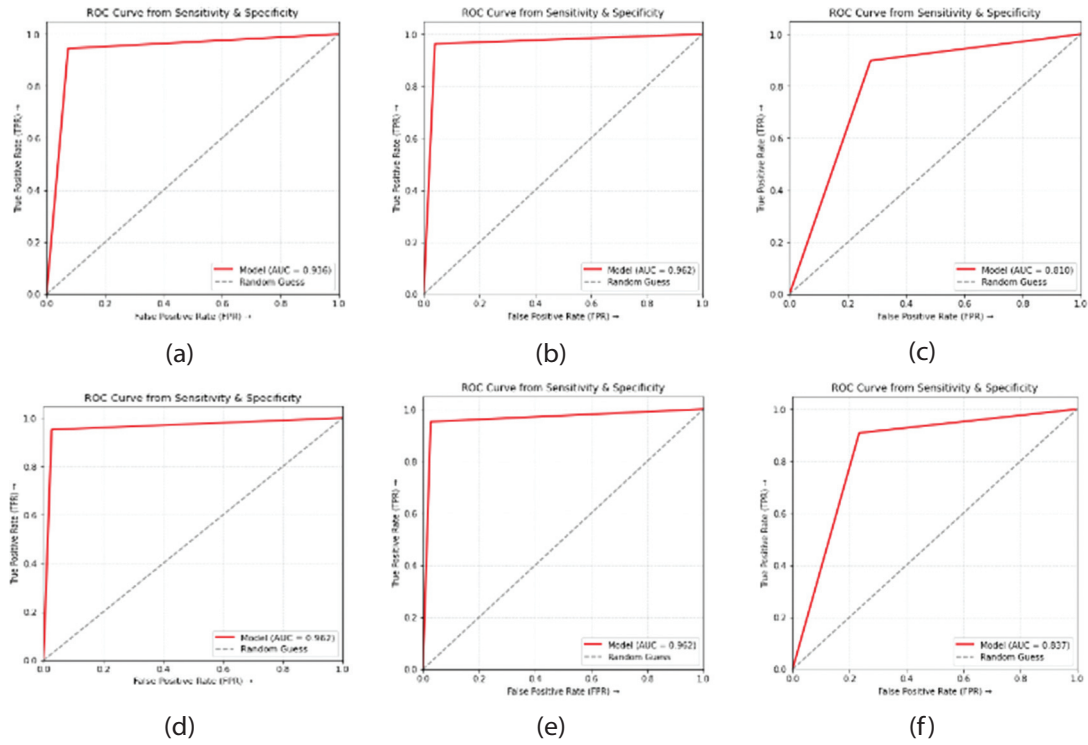 ROC Curve from Sensitivity & Specificity
True Positive Rate (TPR) →
1.0
0.8
0.6
0.4
0.2
0.0
0.0 0.2 0.4 0.6 0.8 1.0
Model (AUC = 0.936)
Random Guess
False Positive Rate (FPR) →
(a)
ROC Curve from Sensitivity & Specificity
True Positive Rate (TPR) →
1.0
0.8
0.6
0.4
0.2
0.0
0.0 0.2 0.4 0.6 0.8 1.0
Model (AUC = 0.962)
Random Guess
False Positive Rate (FPR) →
(b)
ROC Curve from Sensitivity & Specificity
True Positive Rate (TPR) →
1.0
0.8
0.6
0.4
0.2
0.0
0.0 0.2 0.4 0.6 0.8 1.0
Model (AUC = 0.810)
Random Guess
False Positive Rate (FPR) →
(c)
ROC Curve from Sensitivity & Specificity
True Positive Rate (TPR) →
1.0
0.8
0.6
0.4
0.2
0.0
0.0 0.2 0.4 0.6 0.8 1.0
Model (AUC = 0.962)
Random Guess
False Positive Rate (FPR) →
(d)
ROC Curve from Sensitivity & Specificity
True Positive Rate (TPR) →
1.0
0.8
0.6
0.4
0.2
0.0
0.0 0.2 0.4 0.6 0.8 1.0
Model (AUC = 0.962)
Random Guess
False Positive Rate (FPR) →
(e)
ROC Curve from Sensitivity & Specificity
True Positive Rate (TPR) →
1.0
0.8
0.6
0.4
0.2
0.0
0.0 0.2 0.4 0.6 0.8 1.0
Model (AUC = 0.837)
Random Guess
False Positive Rate (FPR) →
(f)